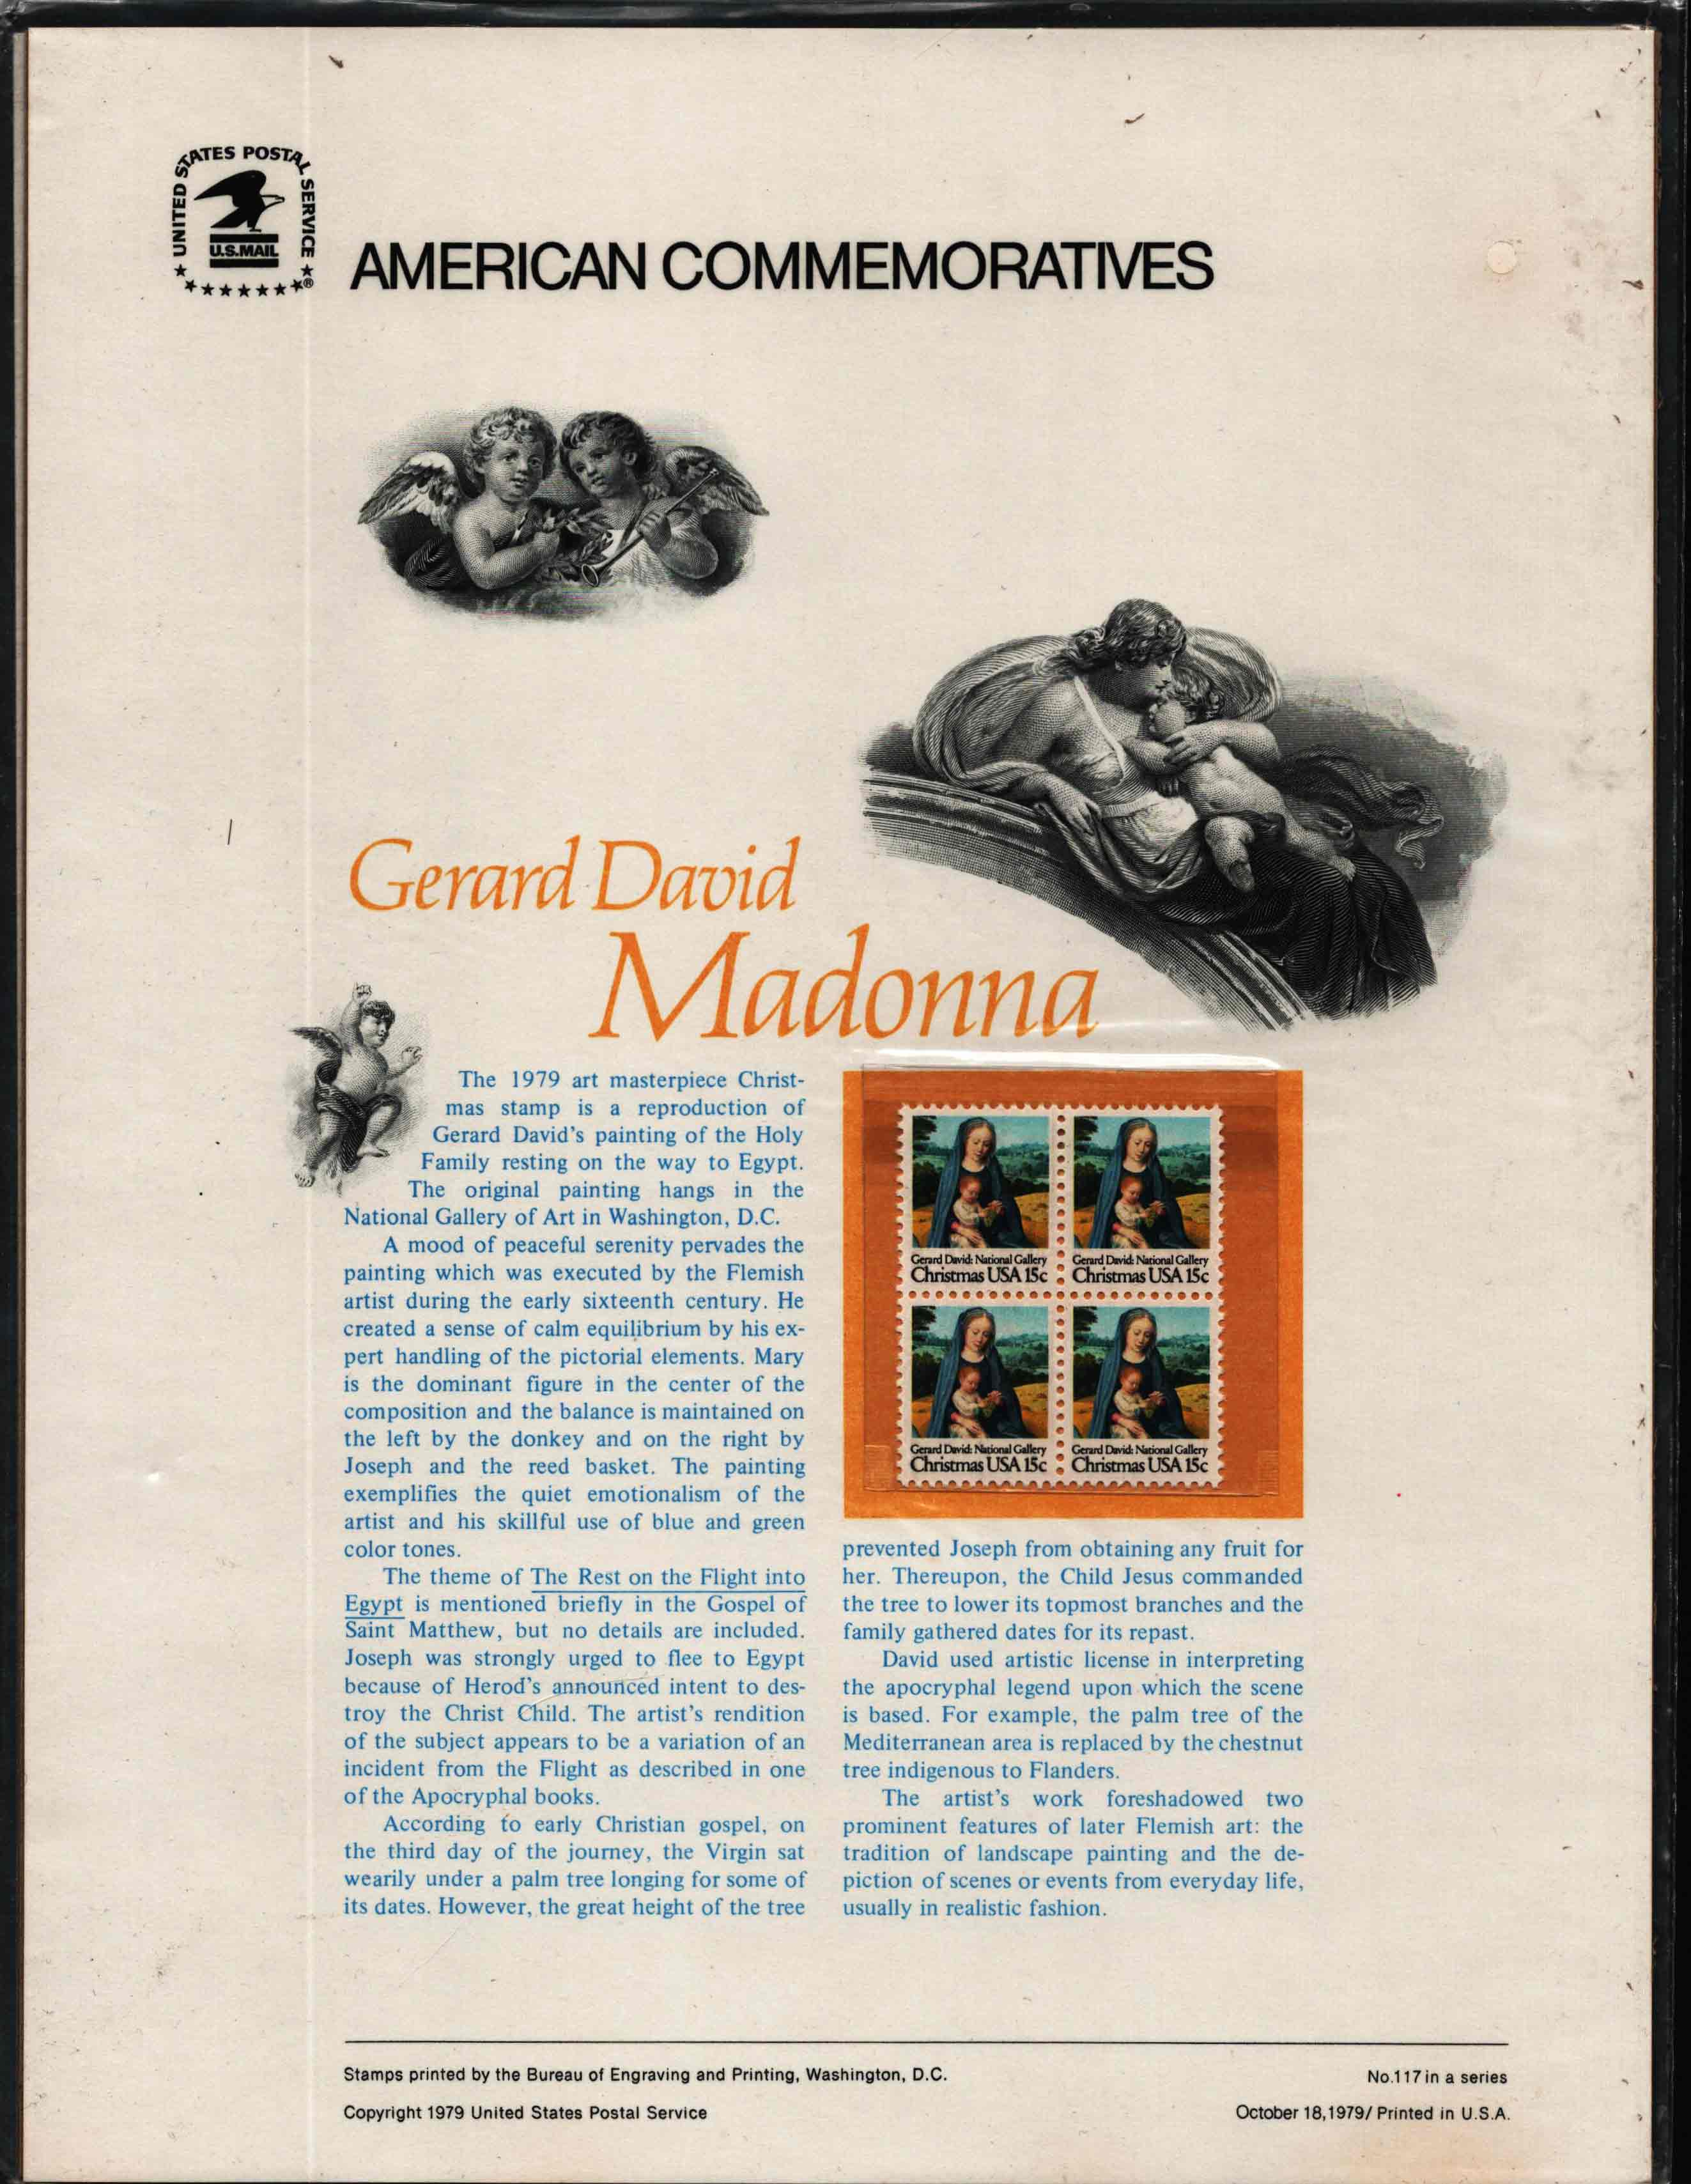 UNITED STATES POSTAL SERVICE
U.S.MAIL
®
AMERICAN COMMEMORATIVES
Gerard David
Madonna
The 1979 art masterpiece Christ-
mas stamp is a reproduction of
Gerard David's painting of the Holy
Family resting on the way to Egypt.
The original painting hangs in the
National Gallery of Art in Washington, D.C.
A mood of peaceful serenity pervades the
painting which was executed by the Flemish
artist during the early sixteenth century. He
created a sense of calm equilibrium by his ex-
pert handling of the pictorial elements. Mary
is the dominant figure in the center of the
composition and the balance is maintained on
the left by the donkey and on the right by
Joseph and the reed basket. The painting
exemplifies the quiet emotionalism of the
artist and his skillful use of blue and green
color tones.
The theme of The Rest on the Flight into
Egypt is mentioned briefly in the Gospel of
Saint Matthew, but no details are included.
Joseph was strongly urged to flee to Egypt
because of Herod's announced intent to des-
troy the Christ Child. The artist's rendition
of the subject appears to be a variation of an
incident from the Flight as described in one
of the Apocryphal books.
According to early Christian gospel, on
the third day of the journey, the Virgin sat
wearily under a palm tree longing for some of
its dates. However, the great height of the tree
Gerard David: National Gallery
Christmas USA 15c
Gerard David: National Gallery
Christmas USA 15c
Gerard David: National Gallery
Christmas USA 15c
Gerard David: National Gallery
Christmas USA 15c
prevented Joseph from obtaining any fruit for
her. Thereupon, the Child Jesus commanded
the tree to lower its topmost branches and the
family gathered dates for its repast.
David used artistic license in interpreting
the apocryphal legend upon which the scene
is based. For example, the palm tree of the
Mediterranean area is replaced by the chestnut
tree indigenous to Flanders.
The artist's work foreshadowed two
prominent features of later Flemish art: the
tradition of landscape painting and the de-
piction of scenes or events from everyday life,
usually in realistic fashion.
Stamps printed by the Bureau of Engraving and Printing, Washington, D.C.
No.117 in a series
Copyright 1979 United States Postal Service
October 18,1979/ Printed in U.S.A.